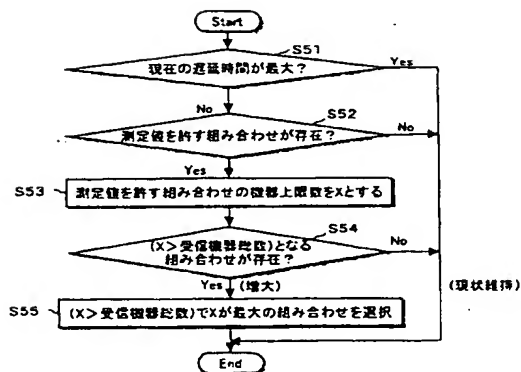 Start
S51
現在の遅延時間が最大?
Yes
No
S52
測定値を許す組み合わせが存在?
No
Yes
S53
測定値を許す組み合わせの機器上限数をXとする
S54
(X>受信機器総数)となる
組み合わせが存在?
No
Yes (増大)
(現状維持)
S55
(X>受信機器総数)でXが最大の組み合わせを選択
End